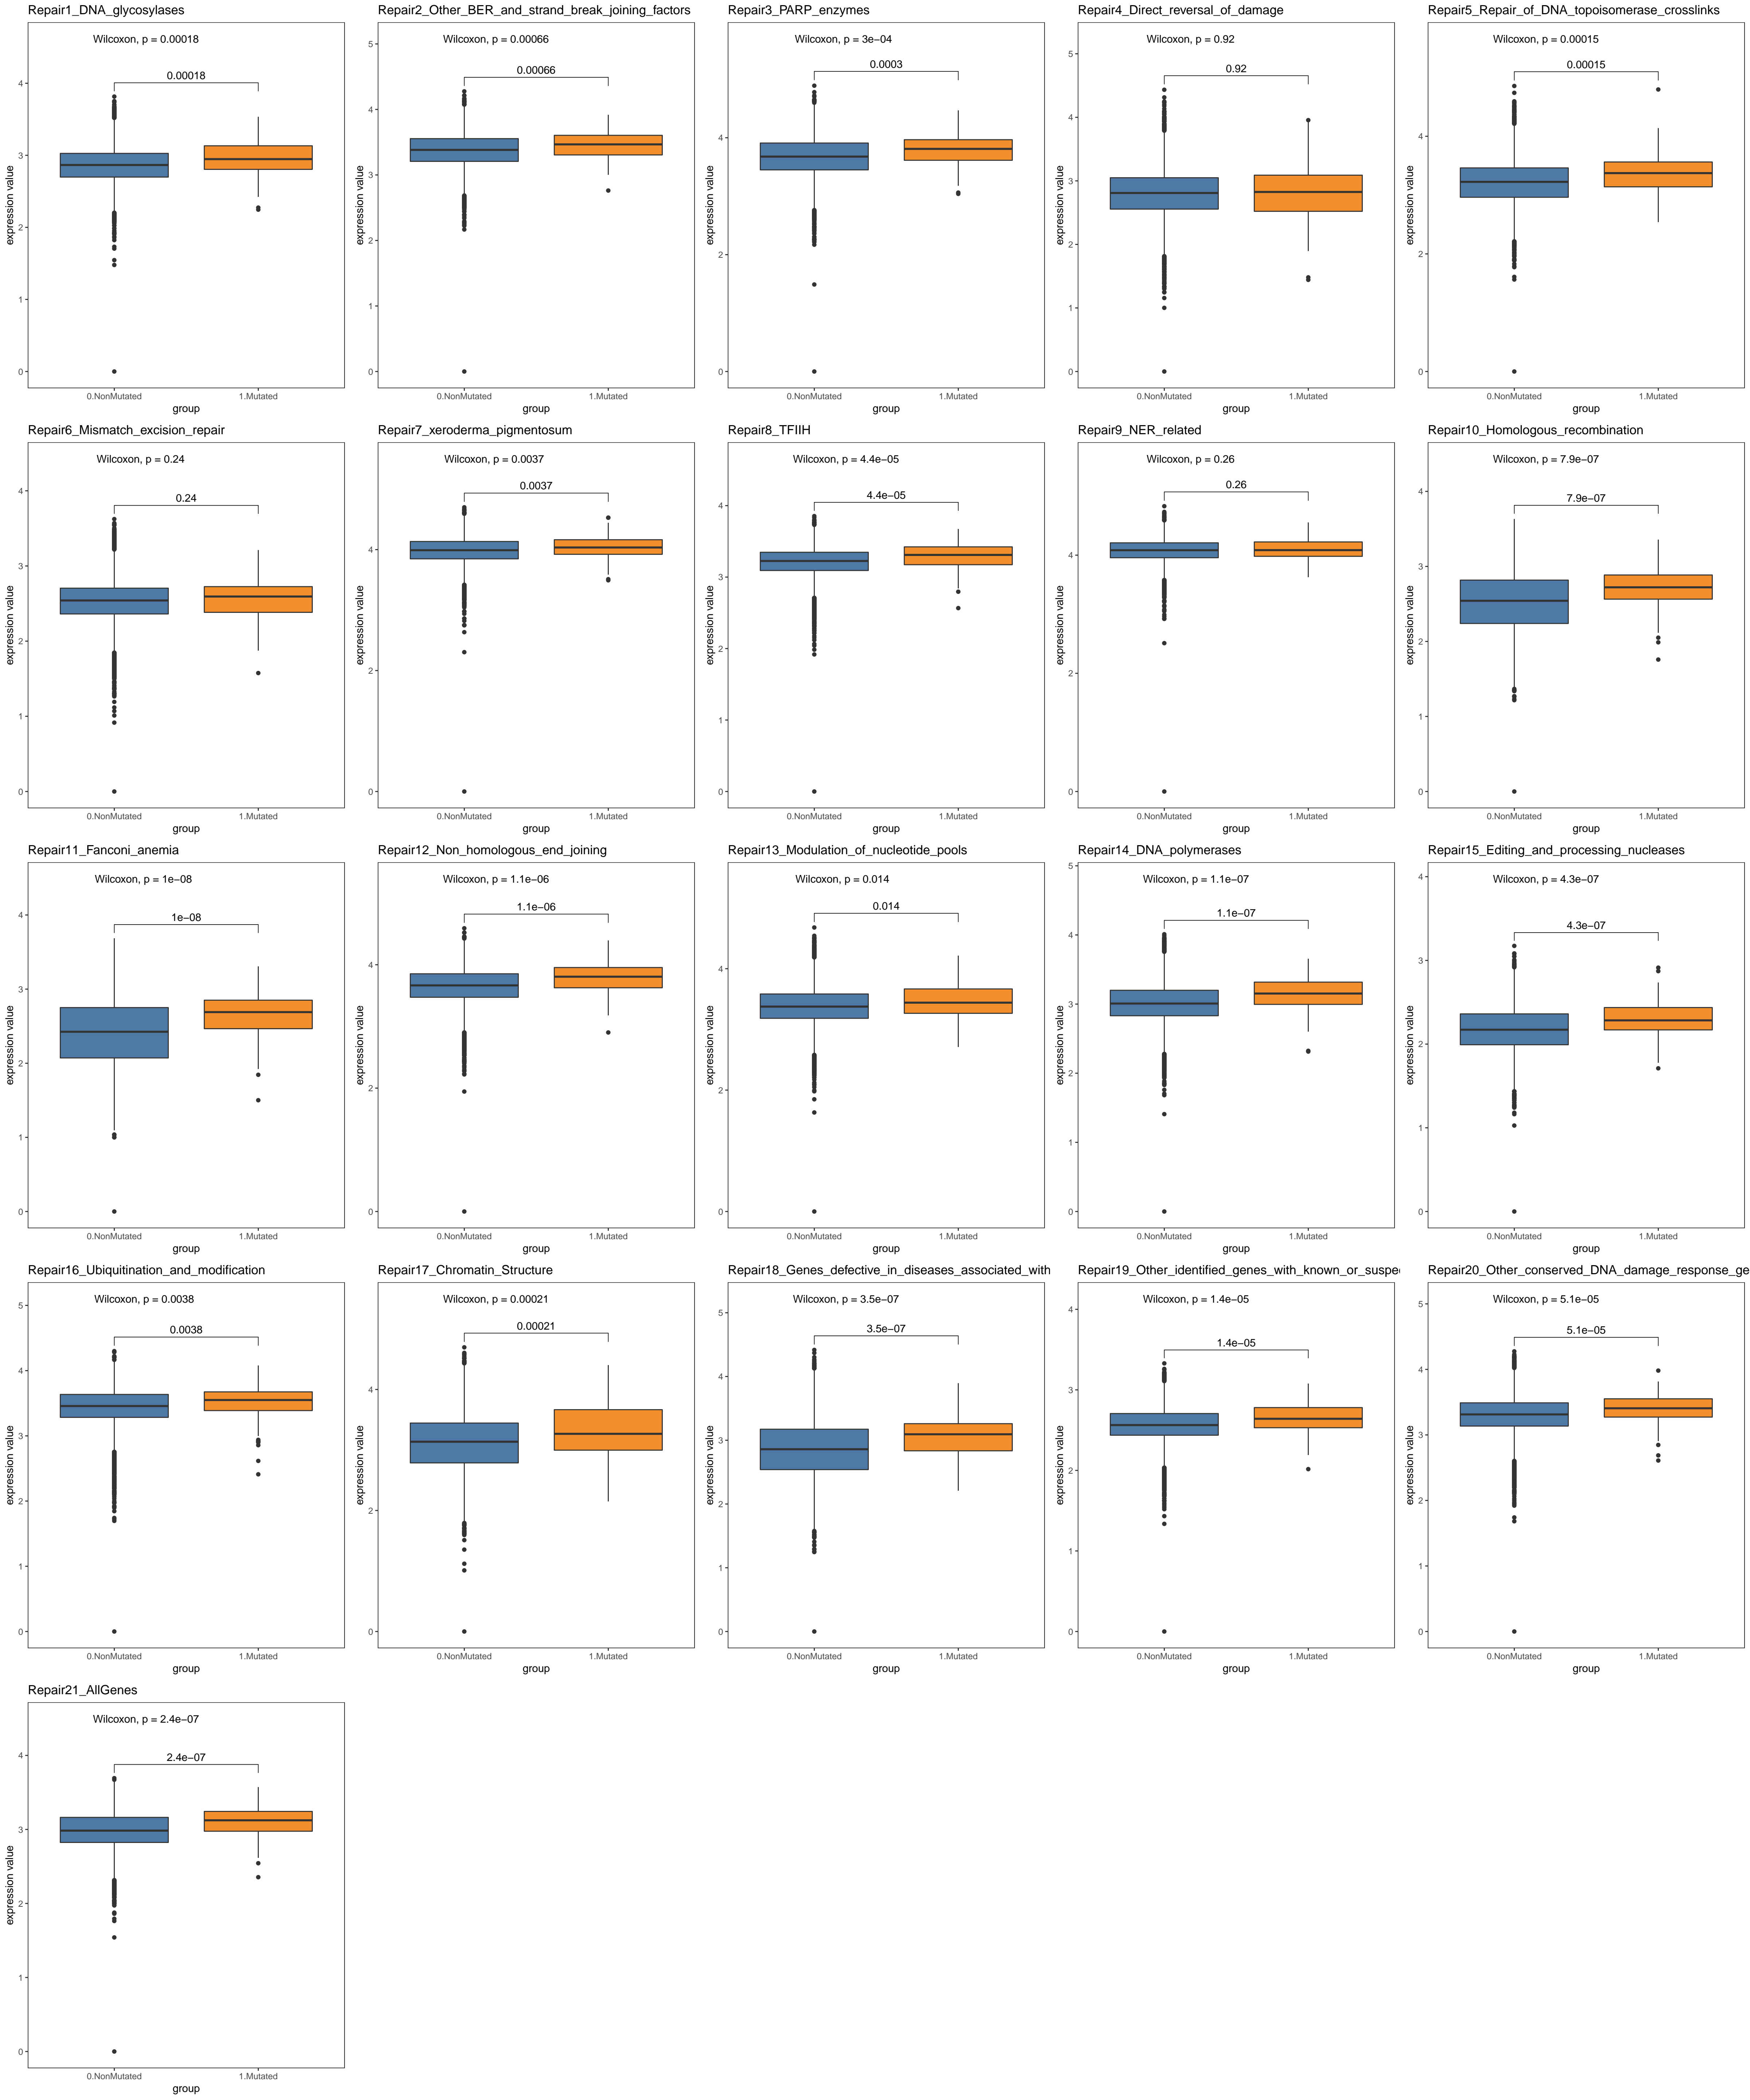 Repair1_DNA_glycosylases
Wilcoxon, p = 0.00018
0.00018
4
3
2
1
0
expression value
0.NonMutated 1.Mutated
group
Repair2_Other_BER_and_strand_break_joining_factors
Wilcoxon, p = 0.00066
0.00066
5
4
3
2
1
0
expression value
0.NonMutated 1.Mutated
group
Repair3_PARP_enzymes
Wilcoxon, p = 3e−04
0.0003
4
2
0
expression value
0.NonMutated 1.Mutated
group
Repair4_Direct_reversal_of_damage
Wilcoxon, p = 0.92
0.92
5
4
3
2
1
0
expression value
0.NonMutated 1.Mutated
group
Repair5_Repair_of_DNA_topoisomerase_crosslinks
Wilcoxon, p = 0.00015
0.00015
4
2
0
expression value
0.NonMutated 1.Mutated
group
Repair6_Mismatch_excision_repair
Wilcoxon, p = 0.24
0.24
4
3
2
1
0
expression value
0.NonMutated 1.Mutated
group
Repair7_xeroderma_pigmentosum
Wilcoxon, p = 0.0037
0.0037
4
2
0
expression value
0.NonMutated 1.Mutated
group
Repair8_TFIIH
Wilcoxon, p = 4.4e−05
4.4e−05
4
3
2
1
0
expression value
0.NonMutated 1.Mutated
group
Repair9_NER_related
Wilcoxon, p = 0.26
0.26
4
2
0
expression value
0.NonMutated 1.Mutated
group
Repair10_Homologous_recombination
Wilcoxon, p = 7.9e−07
7.9e−07
4
3
2
1
0
expression value
0.NonMutated 1.Mutated
group
Repair11_Fanconi_anemia
Wilcoxon, p = 1e−08
1e−08
4
3
2
1
0
expression value
0.NonMutated 1.Mutated
group
Repair12_Non_homologous_end_joining
Wilcoxon, p = 1.1e−06
1.1e−06
4
2
0
expression value
0.NonMutated 1.Mutated
group
Repair13_Modulation_of_nucleotide_pools
Wilcoxon, p = 0.014
0.014
4
2
0
expression value
0.NonMutated 1.Mutated
group
Repair14_DNA_polymerases
Wilcoxon, p = 1.1e−07
1.1e−07
5
4
3
2
1
0
expression value
0.NonMutated 1.Mutated
group
Repair15_Editing_and_processing_nucleases
Wilcoxon, p = 4.3e−07
4.3e−07
4
3
2
1
0
expression value
0.NonMutated 1.Mutated
group
Repair16_Ubiquitination_and_modification
Wilcoxon, p = 0.0038
0.0038
5
4
3
2
1
0
expression value
0.NonMutated 1.Mutated
group
Repair17_Chromatin_Structure
Wilcoxon, p = 0.00021
0.00021
4
2
0
expression value
0.NonMutated 1.Mutated
group
Repair18_Genes_defective_in_diseases_associated_with
Wilcoxon, p = 3.5e−07
3.5e−07
5
4
3
2
1
0
expression value
0.NonMutated 1.Mutated
group
Repair19_Other_identified_genes_with_known_or_suspe
Wilcoxon, p = 1.4e−05
1.4e−05
4
3
2
1
0
expression value
0.NonMutated 1.Mutated
group
Repair20_Other_conserved_DNA_damage_response_ge
Wilcoxon, p = 5.1e−05
5.1e−05
5
4
3
2
1
0
expression value
0.NonMutated 1.Mutated
group
Repair21_AllGenes
Wilcoxon, p = 2.4e−07
2.4e−07
4
3
2
1
0
expression value
0.NonMutated 1.Mutated
group